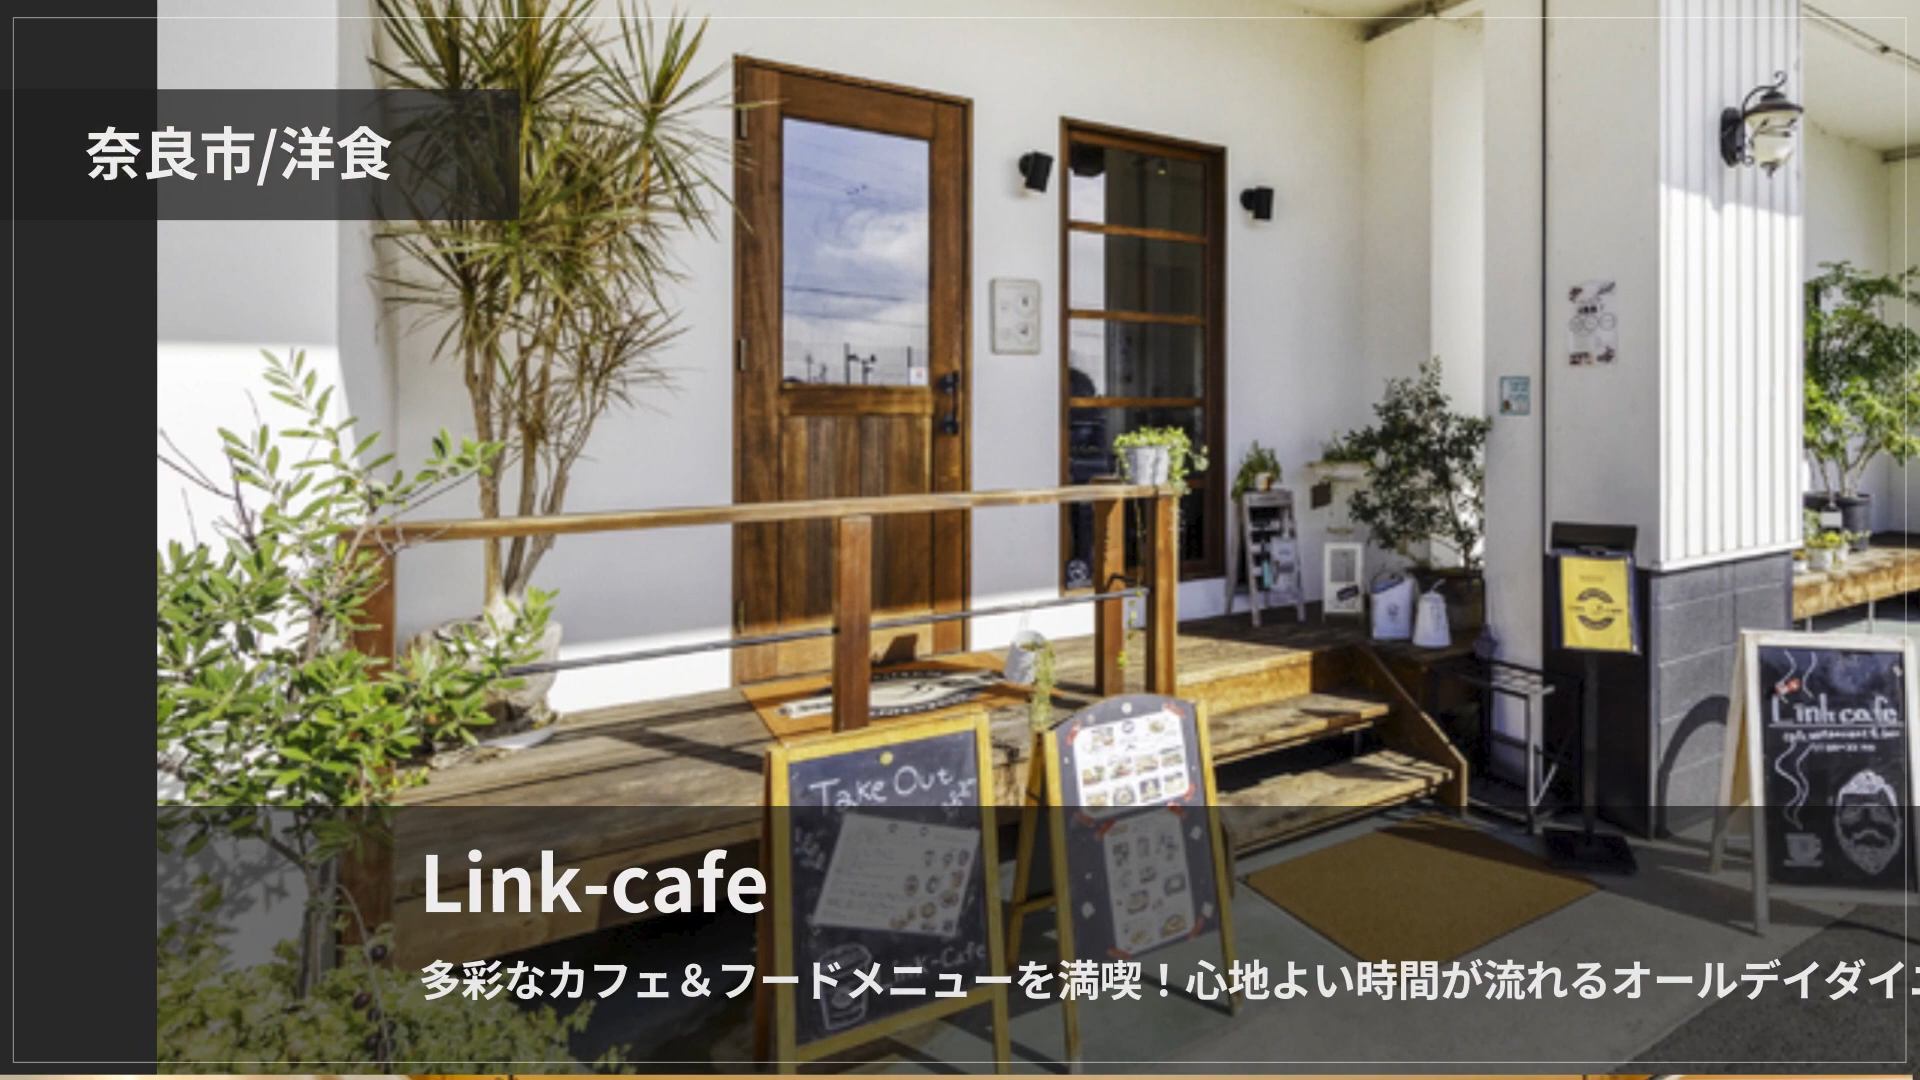 奈良市/洋食
Take Out
Link cafe
Link-cafe
多彩なカフェ＆フードメニューを満喫！心地よい時間が流れるオールデイダイ